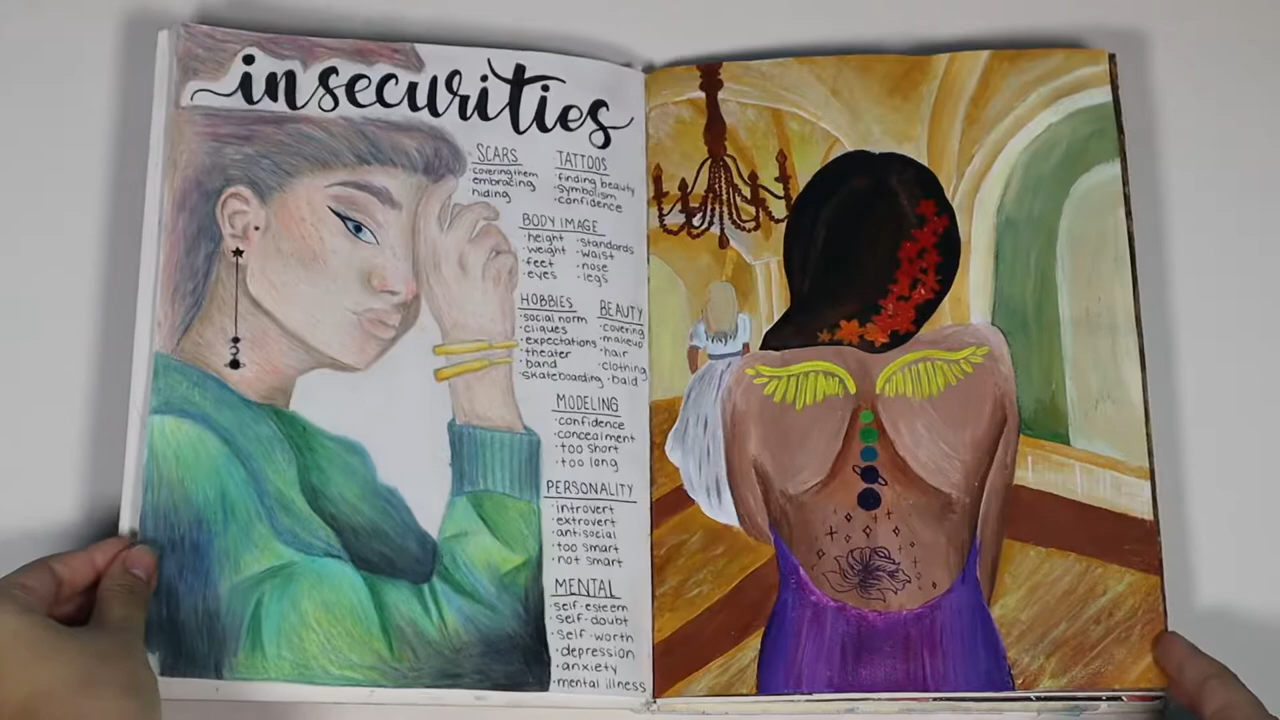 insecurities
SCARS
covering them
embracing
hiding
TATTOOS
finding beauty
symbolism
confidence
BODY IMAGE
· height
· weight
· feet
· eyes
· standards
· waist
· nose
· legs
HOBBIES
· social norm
· cliques
· expectations
· theater
· band
· skateboarding
BEAUTY
· covering
· makeup
· hair
· clothing
· bald
MODELING
· confidence
· concealment
· too short
· too long
PERSONALITY
· introvert
· extrovert
· antisocial
· too smart
· not smart
MENTAL
· self-esteem
· self-doubt
· self-worth
· depression
· anxiety
· mental illness